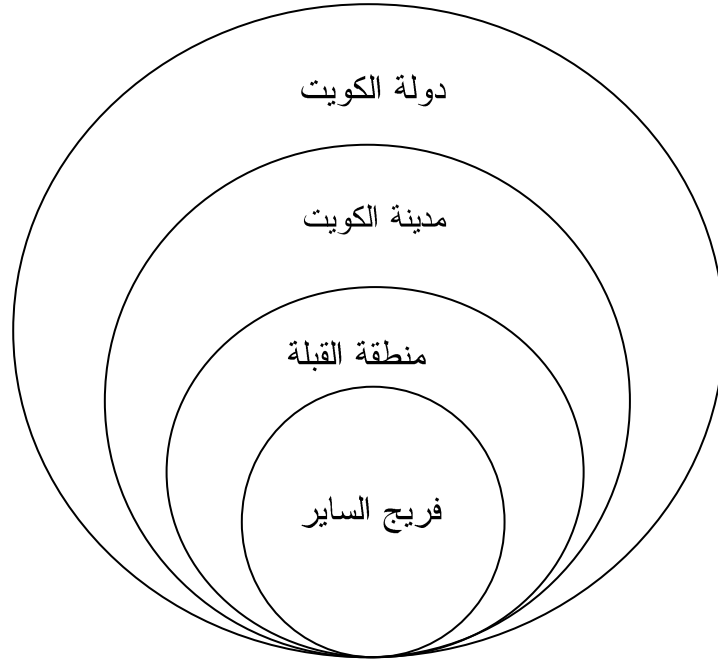 دولة الكويت
مدينة الكويت
منطقة القبلة
فريج الساير